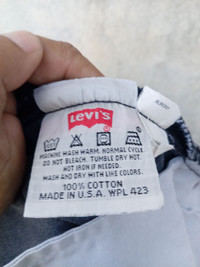 LEVI'S
MACHINE WASH WARM. NORMAL CYCLE.
DO NOT BLEACH. TUMBLE DRY HOT.
HOT IRON IF NEEDED.
WASH AND DRY WITH LIKE COLORS.
100% COTTON
MADE IN U.S.A. WPL 423